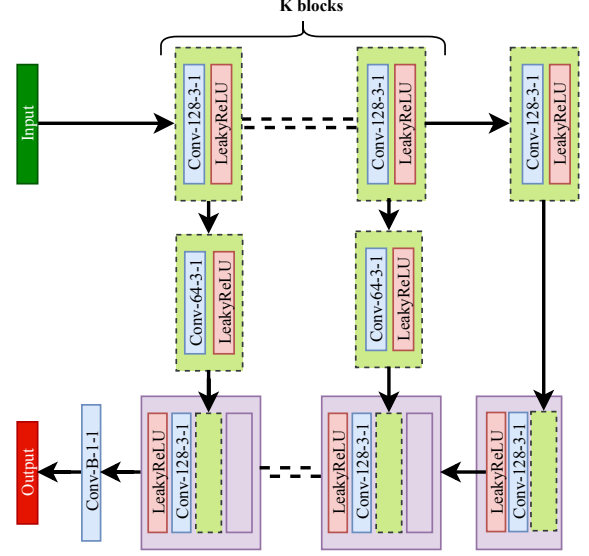 K blocks
Input
Conv-128-3-1
LeakyReLU
Conv-128-3-1
LeakyReLU
Conv-128-3-1
LeakyReLU
Conv-64-3-1
LeakyReLU
Conv-64-3-1
LeakyReLU
Output
Conv-B-1-1
LeakyReLU
Conv-128-3-1
LeakyReLU
Conv-128-3-1
LeakyReLU
Conv-128-3-1